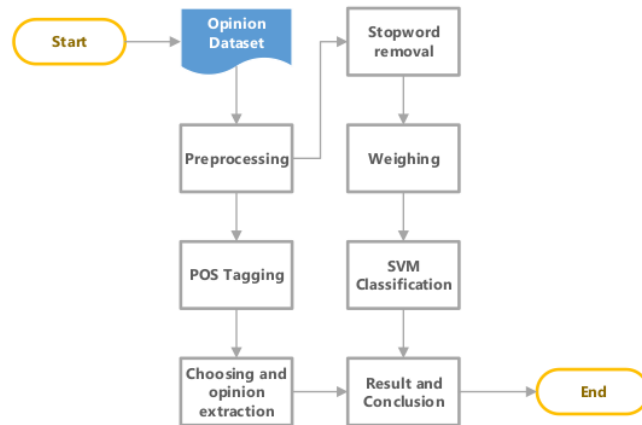 Start
Opinion
Dataset
Stopword
removal
Preprocessing
Weighing
POS Tagging
SVM
Classification
Choosing and
opinion
extraction
Result and
Conclusion
End